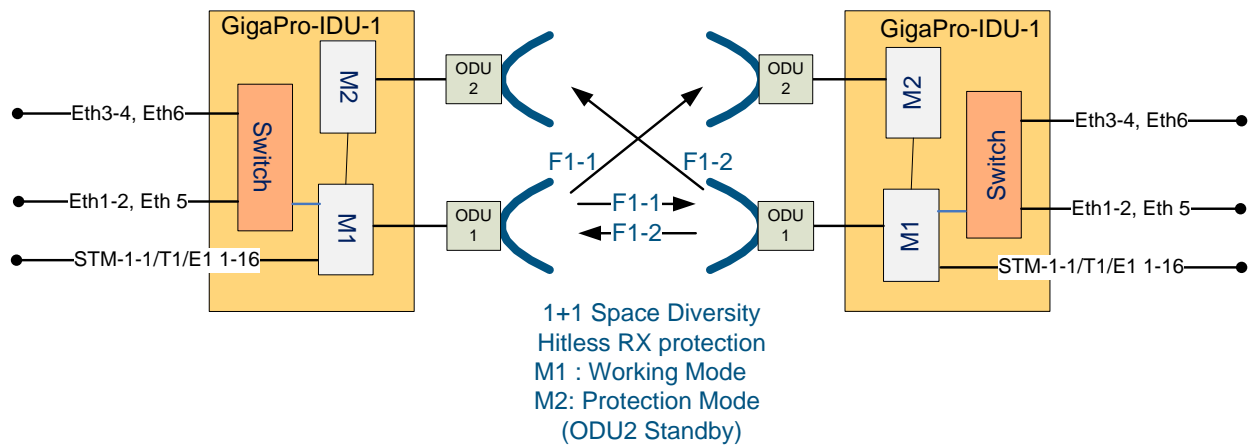 GigaPro-IDU-1
GigaPro-IDU-1
ODU
2
ODU
2
M2
M2
Eth3-4, Eth6
Eth3-4, Eth6
Switch
Switch
F1-1
F1-2
Eth1-2, Eth 5
Eth1-2, Eth 5
F1-1
F1-2
M1
M1
ODU
1
ODU
1
STM-1-1/T1/E1 1-16
STM-1-1/T1/E1 1-16
1+1 Space Diversity
Hitless RX protection
M1 : Working Mode
M2: Protection Mode
(ODU2 Standby)